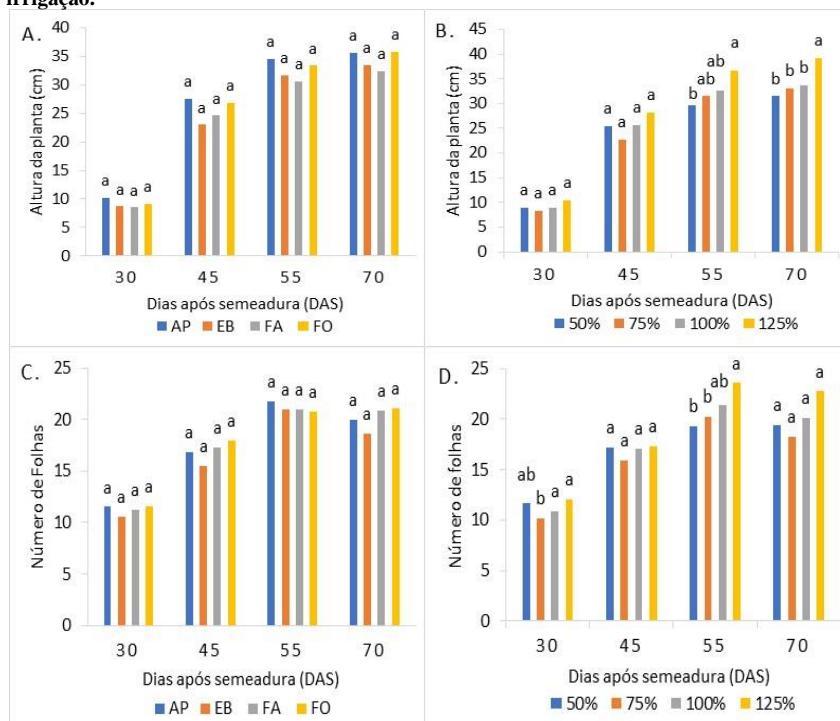 irrigação.
A.
Altura da planta (cm)
40
35
30
25
20
15
10
5
0
a a a a
a a a a
a a a a
a a a a
30 45 55 70
Dias após semeadura (DAS)
AP EB FA FO
B.
Altura da planta (cm)
45
40
35
30
25
20
15
10
5
0
a a a a
a a a a
b ab ab a
b b b a
30 45 55 70
Dias após semeadura (DAS)
50% 75% 100% 125%
C.
Número de Folhas
25
20
15
10
5
0
a a a a
a a a a
a a a a
a a a a
30 45 55 70
Dias após semeadura (DAS)
AP EB FA FO
D.
Número de folhas
25
20
15
10
5
0
ab b a a
a a a a
b b ab a
a a a a
30 45 55 70
Dias após semeadura (DAS)
50% 75% 100% 125%